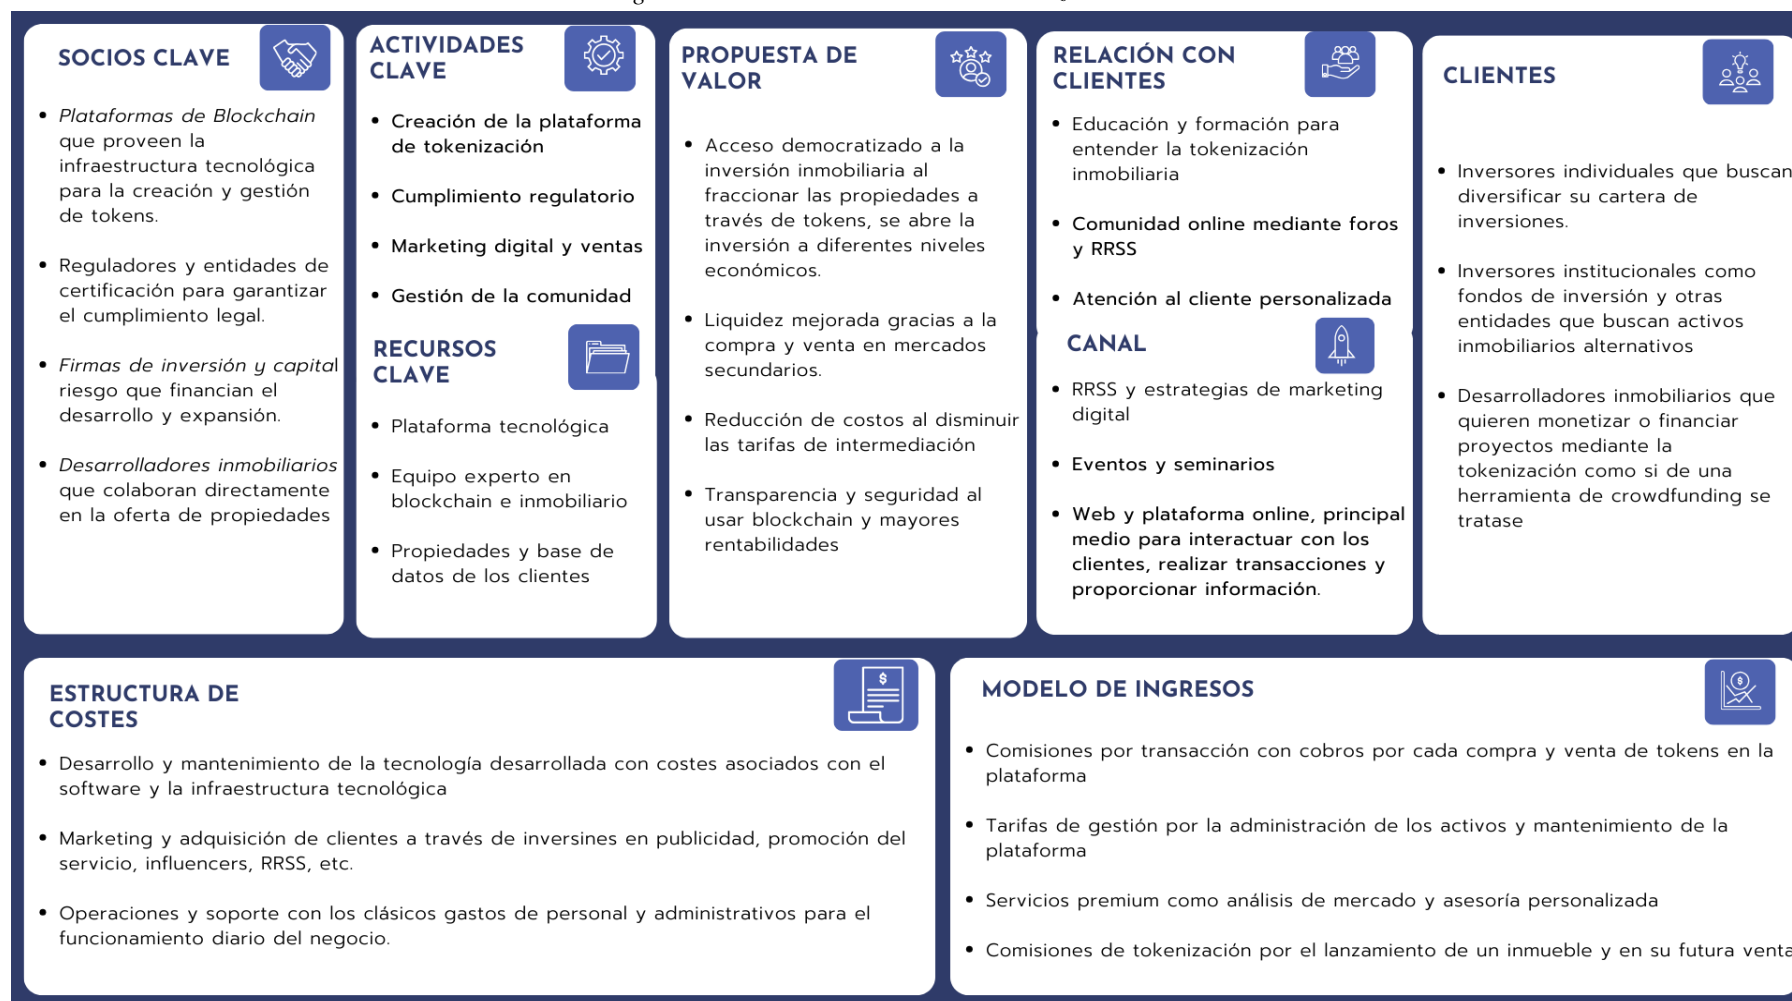 SOCIOS CLAVE
• Plataformas de Blockchain
que proveen la
infraestructura tecnológica
para la creación y gestión
de tokens.
• Reguladores y entidades de
certificación para garantizar
el cumplimiento legal.
• Firmas de inversión y capital
riesgo que financian el
desarrollo y expansión.
• Desarrolladores inmobiliarios
que colaboran directamente
en la oferta de propiedades
ACTIVIDADES
CLAVE
• Creación de la plataforma
de tokenización
• Cumplimiento regulatorio
• Marketing digital y ventas
• Gestión de la comunidad
RECURSOS
CLAVE
• Plataforma tecnológica
• Equipo experto en
blockchain e inmobiliario
• Propiedades y base de
datos de los clientes
PROPUESTA DE
VALOR
• Acceso democratizado a la
inversión inmobiliaria al
fraccionar las propiedades a
través de tokens, se abre la
inversión a diferentes niveles
económicos.
• Liquidez mejorada gracias a la
compra y venta en mercados
secundarios.
• Reducción de costos al disminuir
las tarifas de intermediación
• Transparencia y seguridad al
usar blockchain y mayores
rentabilidades
RELACIÓN CON
CLIENTES
• Educación y formación para
entender la tokenización
inmobiliaria
• Comunidad online mediante foros
y RRSS
• Atención al cliente personalizada
CANAL
• RRSS y estrategias de marketing
digital
• Eventos y seminarios
• Web y plataforma online, principal
medio para interactuar con los
clientes, realizar transacciones y
proporcionar información.
CLIENTES
• Inversores individuales que buscan
diversificar su cartera de
inversiones.
• Inversores institucionales como
fondos de inversión y otras
entidades que buscan activos
inmobiliarios alternativos
• Desarrolladores inmobiliarios que
quieren monetizar o financiar
proyectos mediante la
tokenización como si de una
herramienta de crowdfunding se
tratase
ESTRUCTURA DE
COSTES
• Desarrollo y mantenimiento de la tecnología desarrollada con costes asociados con el
software y la infraestructura tecnológica
• Marketing y adquisición de clientes a través de inversines en publicidad, promoción del
servicio, influencers, RRSS, etc.
• Operaciones y soporte con los clásicos gastos de personal y administrativos para el
funcionamiento diario del negocio.
MODELO DE INGRESOS
• Comisiones por transacción con cobros por cada compra y venta de tokens en la
plataforma
• Tarifas de gestión por la administración de los activos y mantenimiento de la
plataforma
• Servicios premium como análisis de mercado y asesoría personalizada
• Comisiones de tokenización por el lanzamiento de un inmueble y en su futura venta